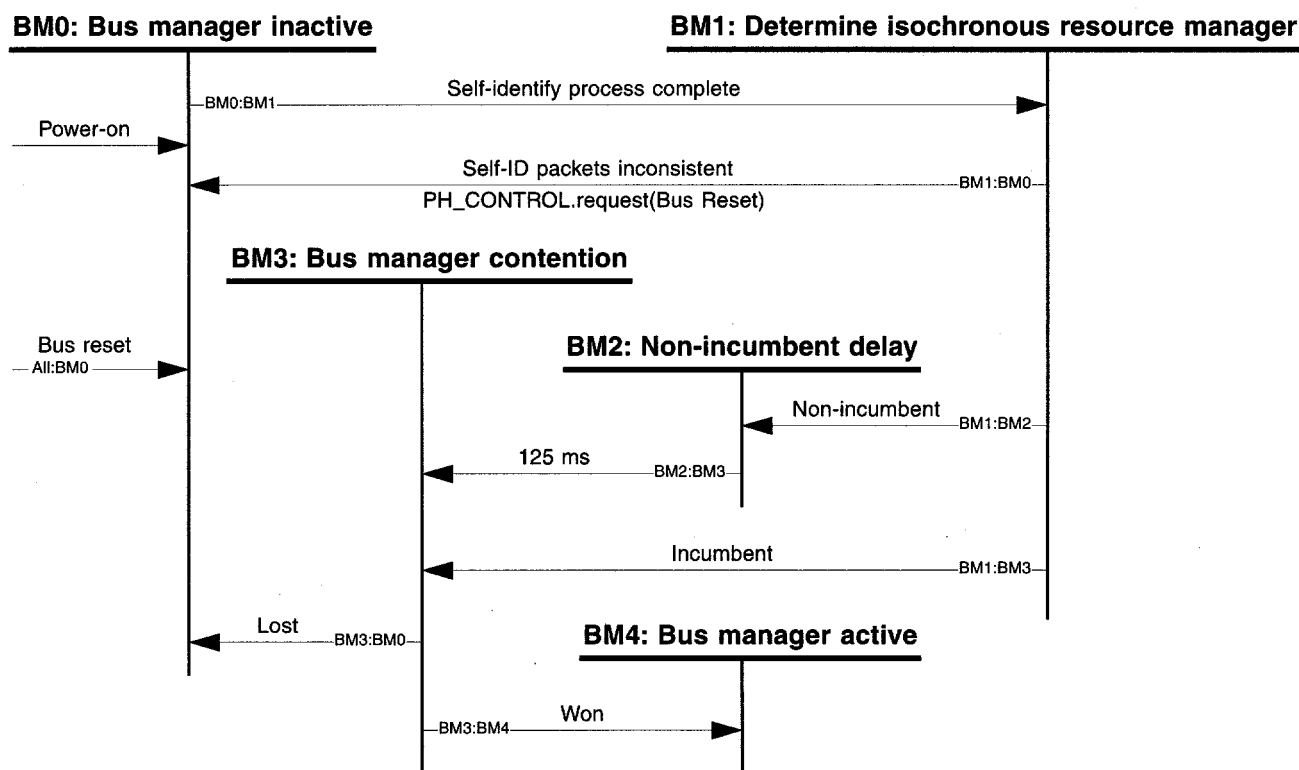 BM0: Bus manager inactive
BM1: Determine isochronous resource manager
Self-identify process complete
BM0:BM1
Power-on
Self-ID packets inconsistent
BM1:BM0
PH_CONTROL.request(Bus Reset)
BM3: Bus manager contention
Bus reset
All:BM0
BM2: Non-incumbent delay
Non-incumbent
BM1:BM2
125 ms
BM2:BM3
Incumbent
BM1:BM3
Lost
BM3:BM0
BM4: Bus manager active
Won
BM3:BM4